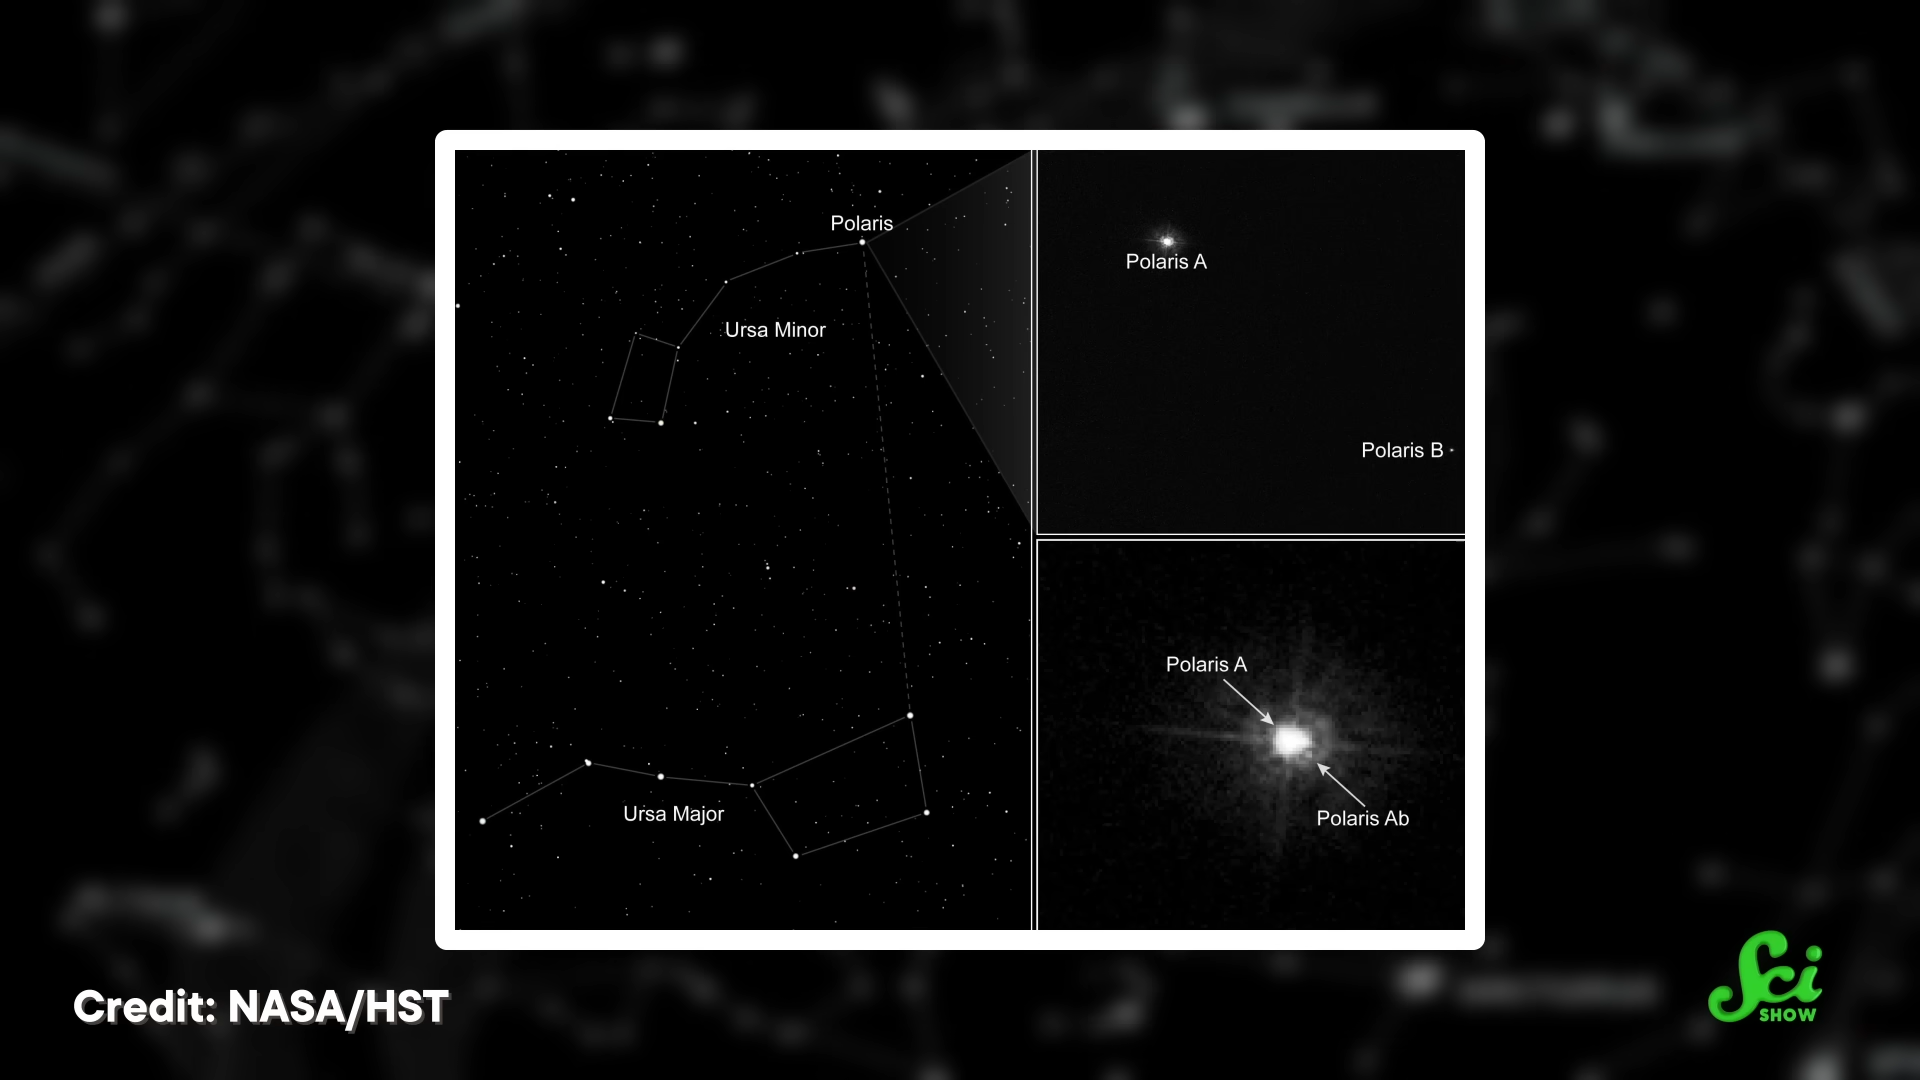 Polaris
Ursa Minor
Ursa Major
Polaris A
Polaris B
Polaris A
Polaris Ab
Credit: NASA/HST
Sci
SHOW